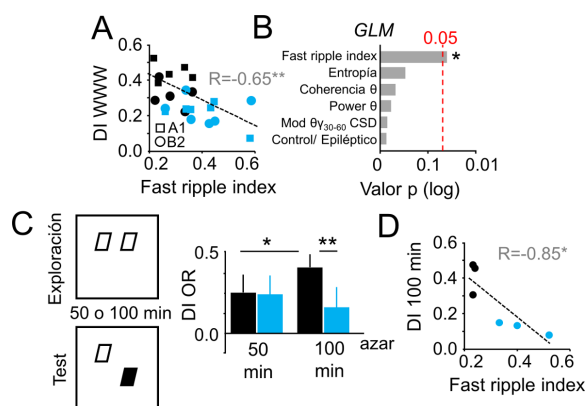 A
DI WWW
0.6
0.4
0.2
0.0
R=-0.65**
□ A1
○ B2
0.0 0.2 0.4 0.6
Fast ripple index
B
GLM
0.05
Fast ripple index
*
Entropía
Coherencia θ
Power θ
Mod θγ30-60 CSD
Control/ Epiléptico
1 0.1 0.01
Valor p (log)
C
Exploración
50 o 100 min
Test
DI OR
0.5
0.0
*
**
50 min
100 min
azar
D
DI 100 min
0.6
0.4
0.2
0.0
R=-0.85*
0.2 0.4 0.6
Fast ripple index